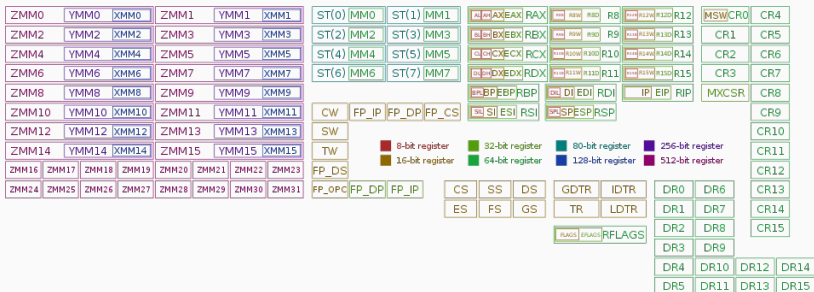 ZMM0 YMM0 XMM0 ZMM1 YMM1 XMM1 ST(0) MM0 ST(1) MM1 AL AH AX EAX RAX R8W R8D R8 R12W R12D R12 MSW CR0 CR4
ZMM2 YMM2 XMM2 ZMM3 YMM3 XMM3 ST(2) MM2 ST(3) MM3 BL BH BX EBX RBX R9W R9D R9 R13W R13D R13 CR1 CR5
ZMM4 YMM4 XMM4 ZMM5 YMM5 XMM5 ST(4) MM4 ST(5) MM5 CL CH CX ECX RCX R10W R10D R10 R14W R14D R14 CR2 CR6
ZMM6 YMM6 XMM6 ZMM7 YMM7 XMM7 ST(6) MM6 ST(7) MM7 DL DH DX EDX RDX R11W R11D R11 R15W R15D R15 CR3 CR7
ZMM8 YMM8 XMM8 ZMM9 YMM9 XMM9 BPL BP EBP RBP DIL DI EDI RDI IP EIP RIP MXCSR CR8
ZMM10 YMM10 XMM10 ZMM11 YMM11 XMM11 CW FP_IP FP_DP FP_CS SIL SI ESI RSI SPL SP ESP RSP CR9
ZMM12 YMM12 XMM12 ZMM13 YMM13 XMM13 SW CR10
ZMM14 YMM14 XMM14 ZMM15 YMM15 XMM15 TW 8-bit register 32-bit register 80-bit register 256-bit register CR11
16-bit register 64-bit register 128-bit register 512-bit register
ZMM16 ZMM17 ZMM18 ZMM19 ZMM20 ZMM21 ZMM22 ZMM23 FP_DS CR12
ZMM24 ZMM25 ZMM26 ZMM27 ZMM28 ZMM29 ZMM30 ZMM31 FP_OPC FP_DP FP_IP CS SS DS GDTR IDTR DR0 DR6 CR13
ES FS GS TR LDTR DR1 DR7 CR14
FLAGS EFLAGS RFLAGS DR2 DR8 CR15
DR3 DR9
DR4 DR10 DR12 DR14
DR5 DR11 DR13 DR15